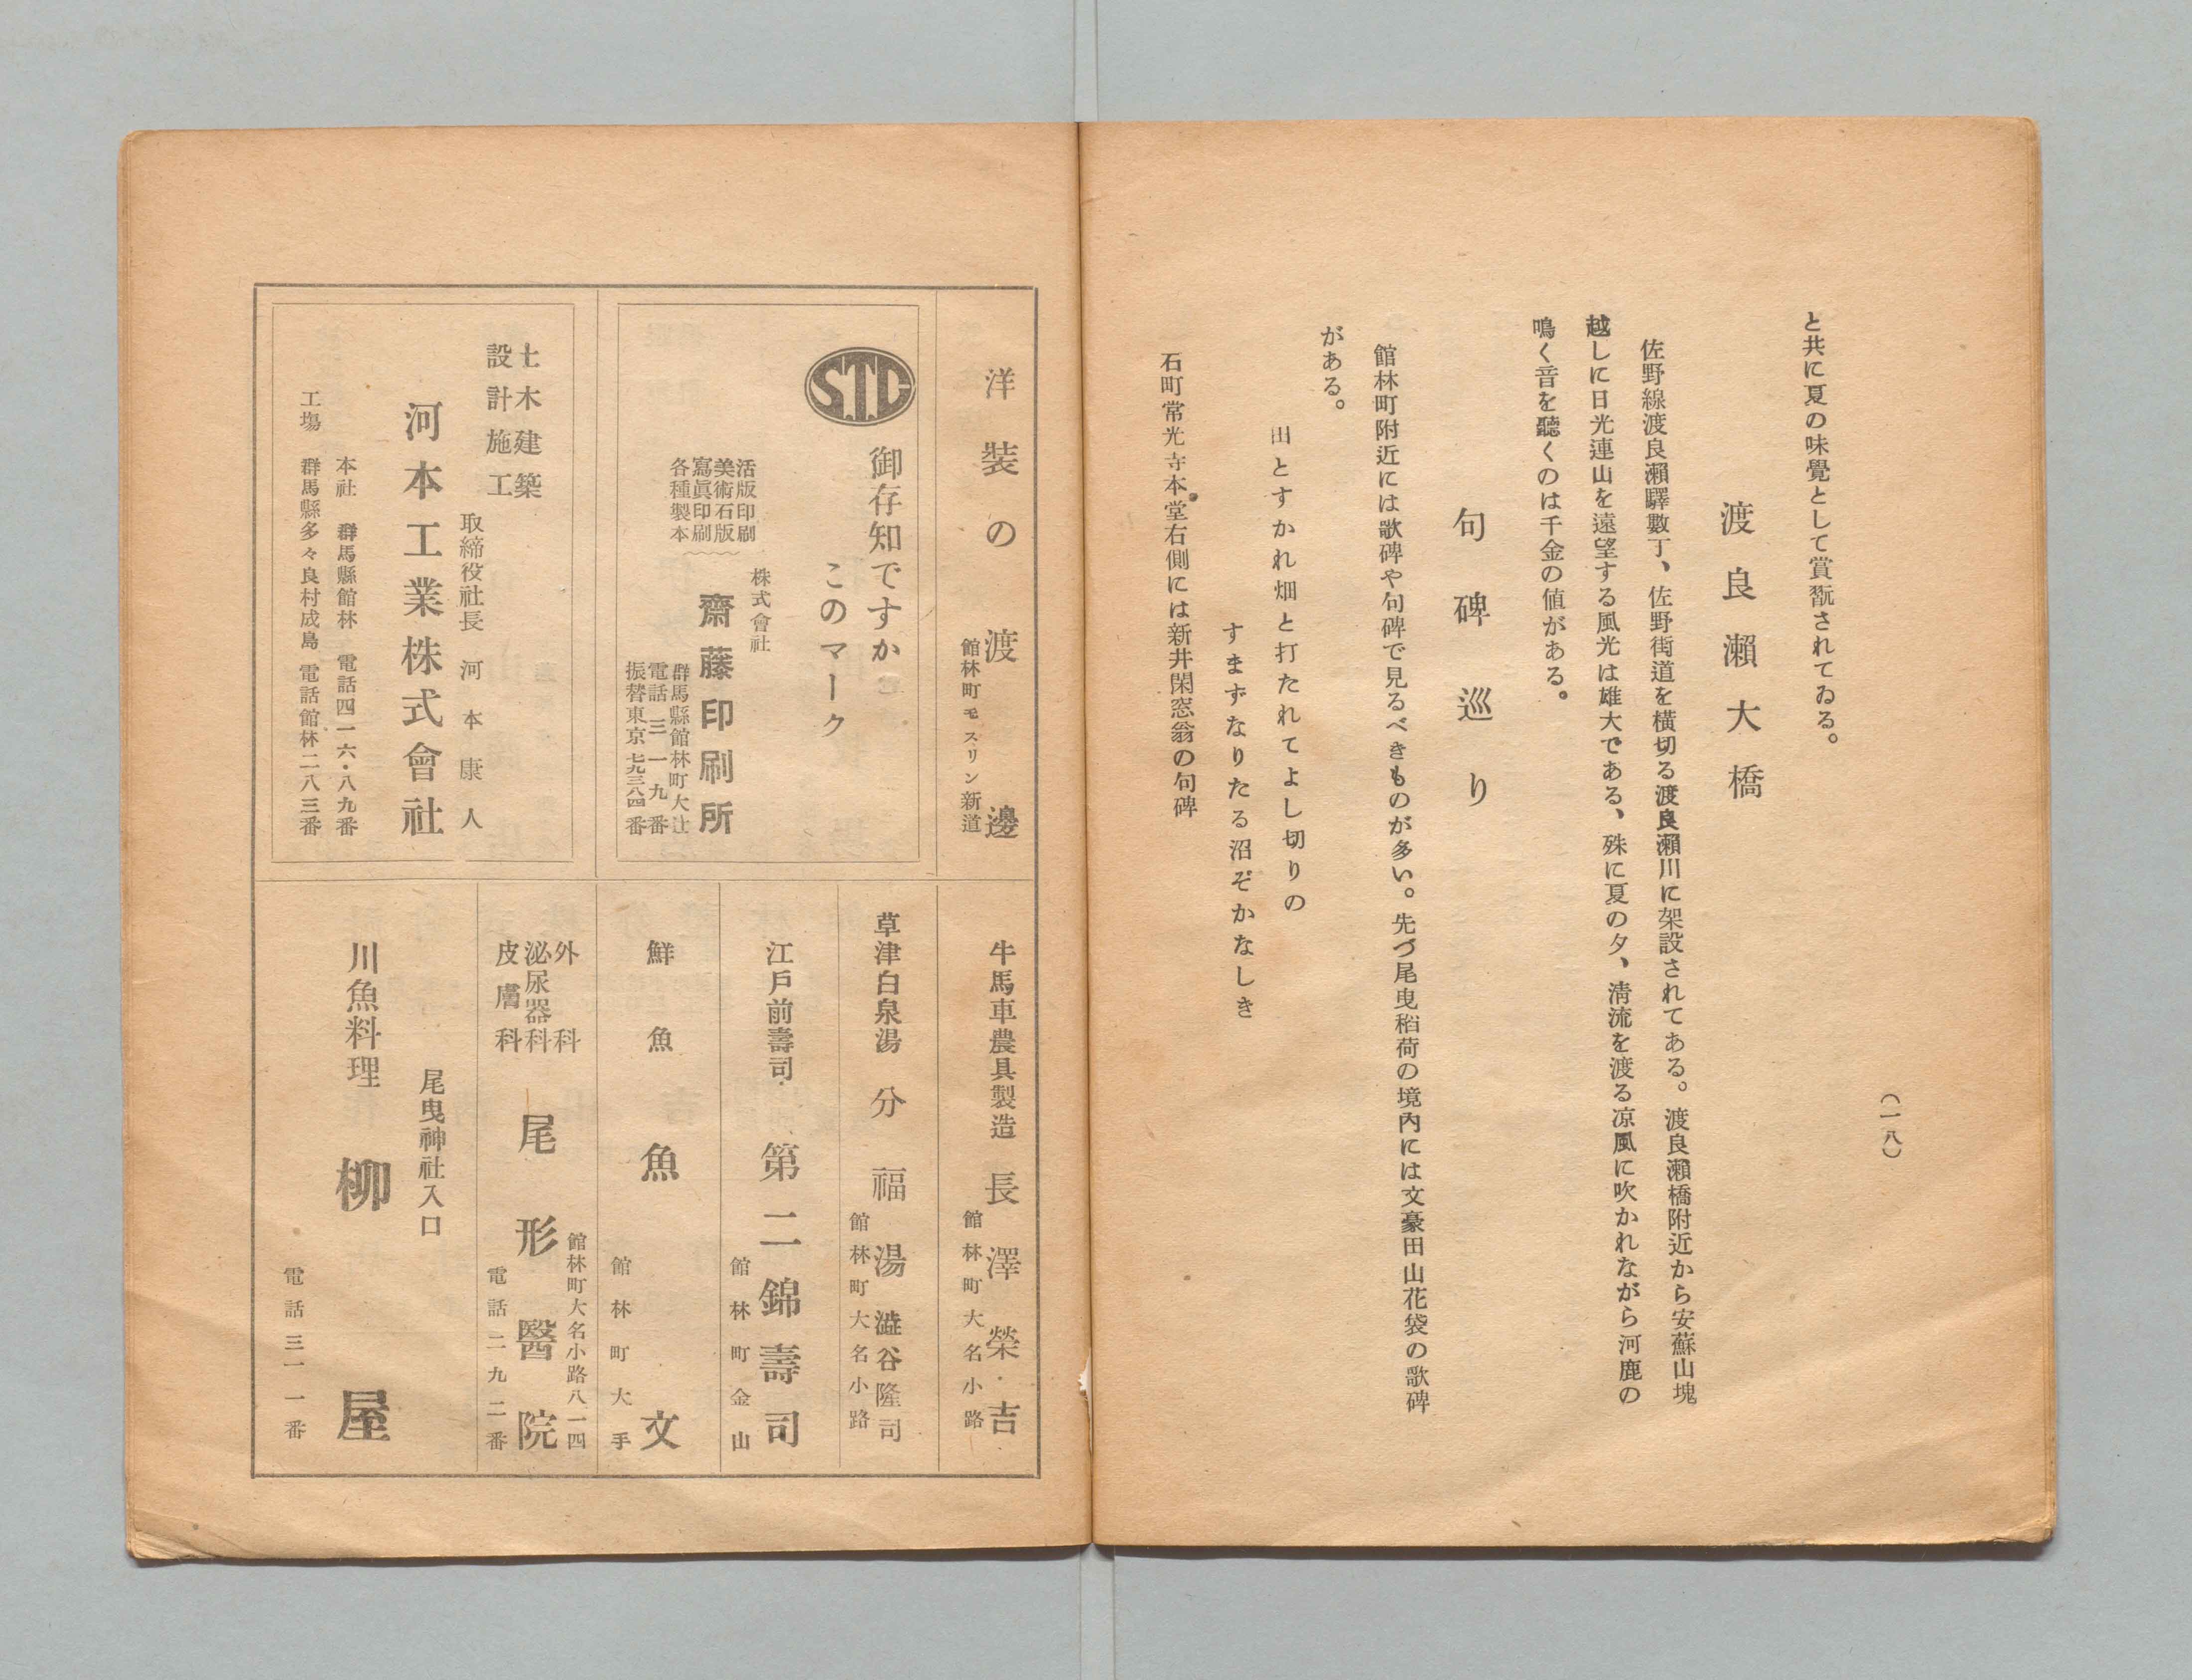 (一八)
と共に夏の味覺として賞翫されてゐる。
渡良瀨大橋
佐野線渡良瀨驛數丁、佐野街道を横切る渡良瀨川に架設されてある。渡良瀨橋附近から安蘇山塊
越しに日光連山を遠望する風光は雄大である、殊に夏の夕、淸流を渡る凉風に吹かれながら河鹿の
鳴く音を聽くのは千金の値がある。
句碑巡り
館林町附近には歌碑や句碑で見るべきものが多い。先づ尾曳稻荷の境內には文豪田山花袋の歌碑
がある。
田とすかれ畑と打たれてよし切りの
すまずなりたる沼ぞかなしき
石町常光寺本堂右側には新井閑窓翁の句碑
洋裝の渡邊
館林町モスリン新道
STC
御存知ですか
このマーク
活版印刷
美術石版
寫眞印刷
各種製本
株式會社
齋藤印刷所
群馬縣館林町大辻
電話三一九番
振替東京七九三八四番
土木建築
設計施工
取締役社長 河本康人
河本工業株式會社
本社 群馬縣館林 電話四一六・八九番
工塲 群馬縣多々良村成島 電話館林二八三番
牛馬車農具製造 長澤榮吉
館林町大名小路
草津白泉湯 分福湯 澁谷隆司
館林町大名小路
江戶前壽司 第二錦壽司
館林町金山
鮮魚 魚文
館林町大手
外科
泌尿器科
皮膚科
尾形醫院
館林町大名小路八一四
電話二九二番
尾曳神社入口
川魚料理 柳屋
電話三一一番